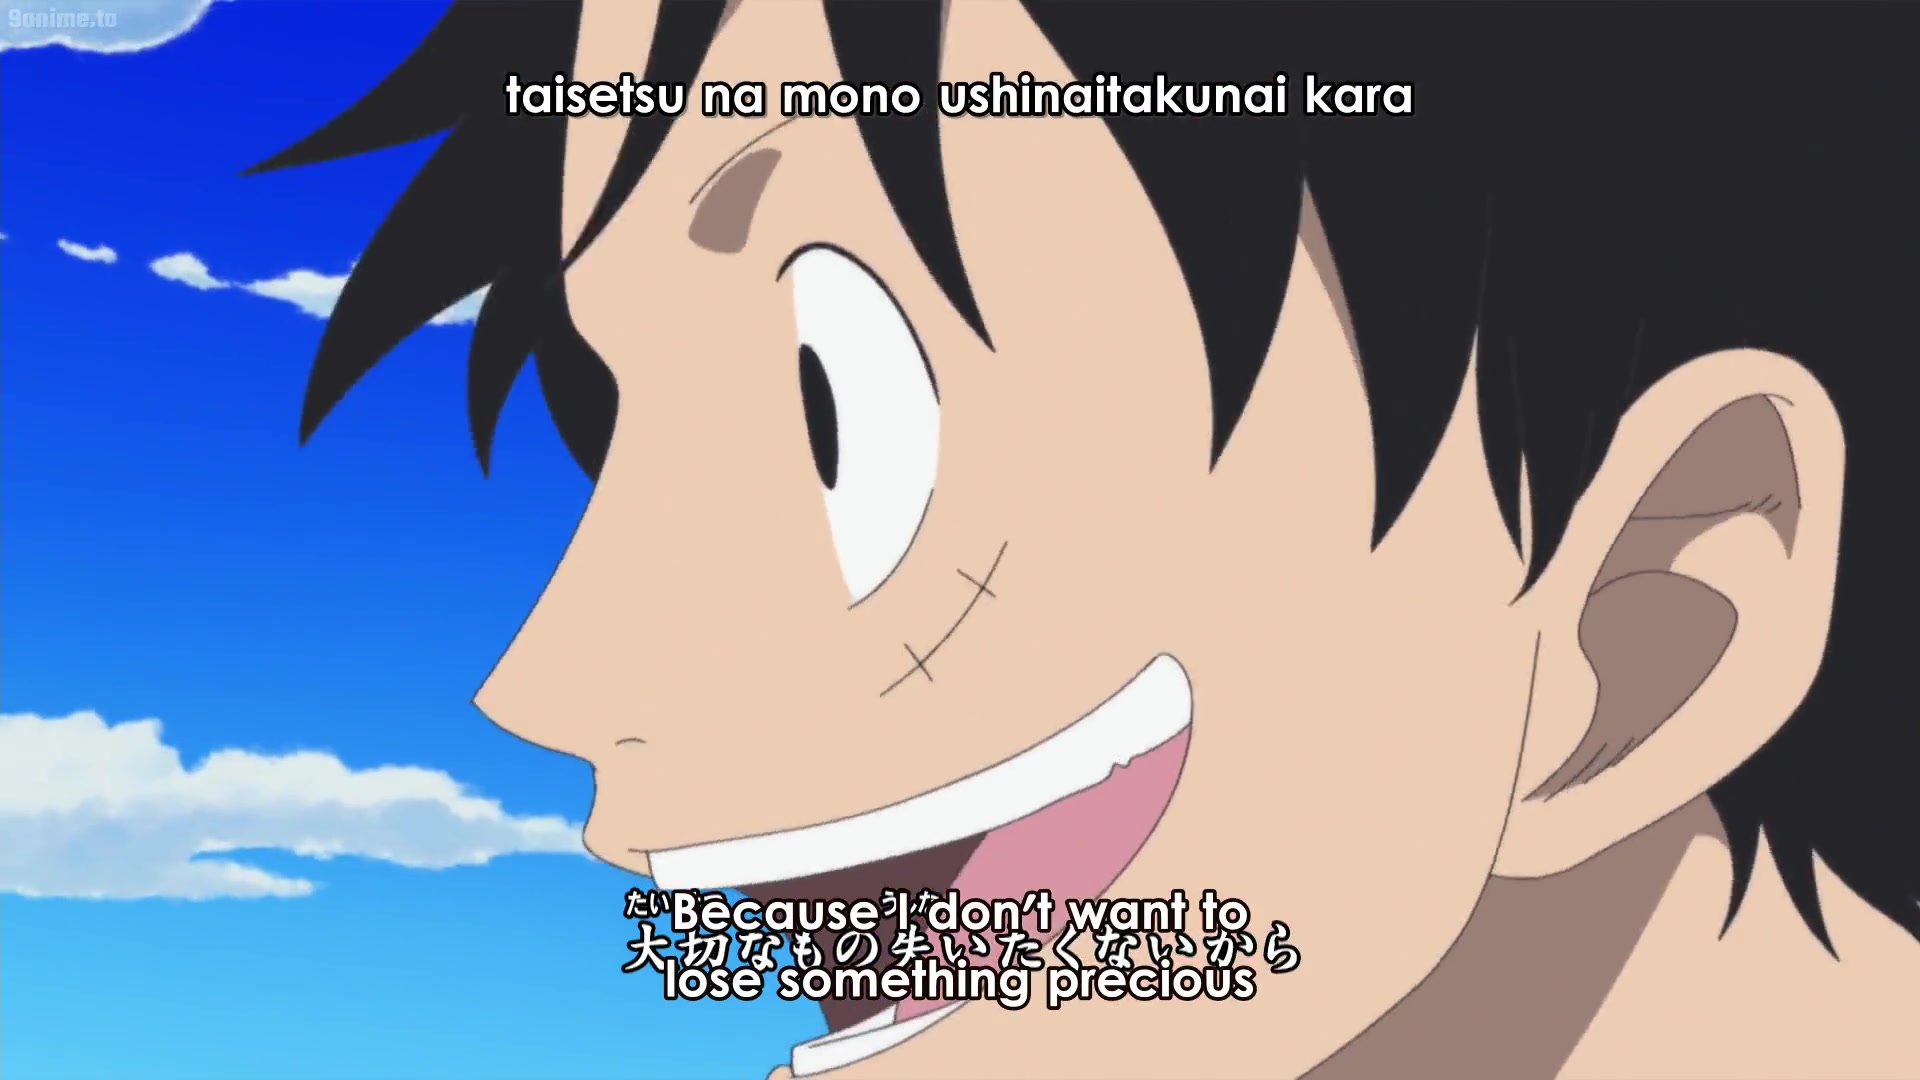 9anime.to
taisetsu na mono ushinaitakunai kara
Because I don't want to
大切なもの失いたくないから
lose something precious